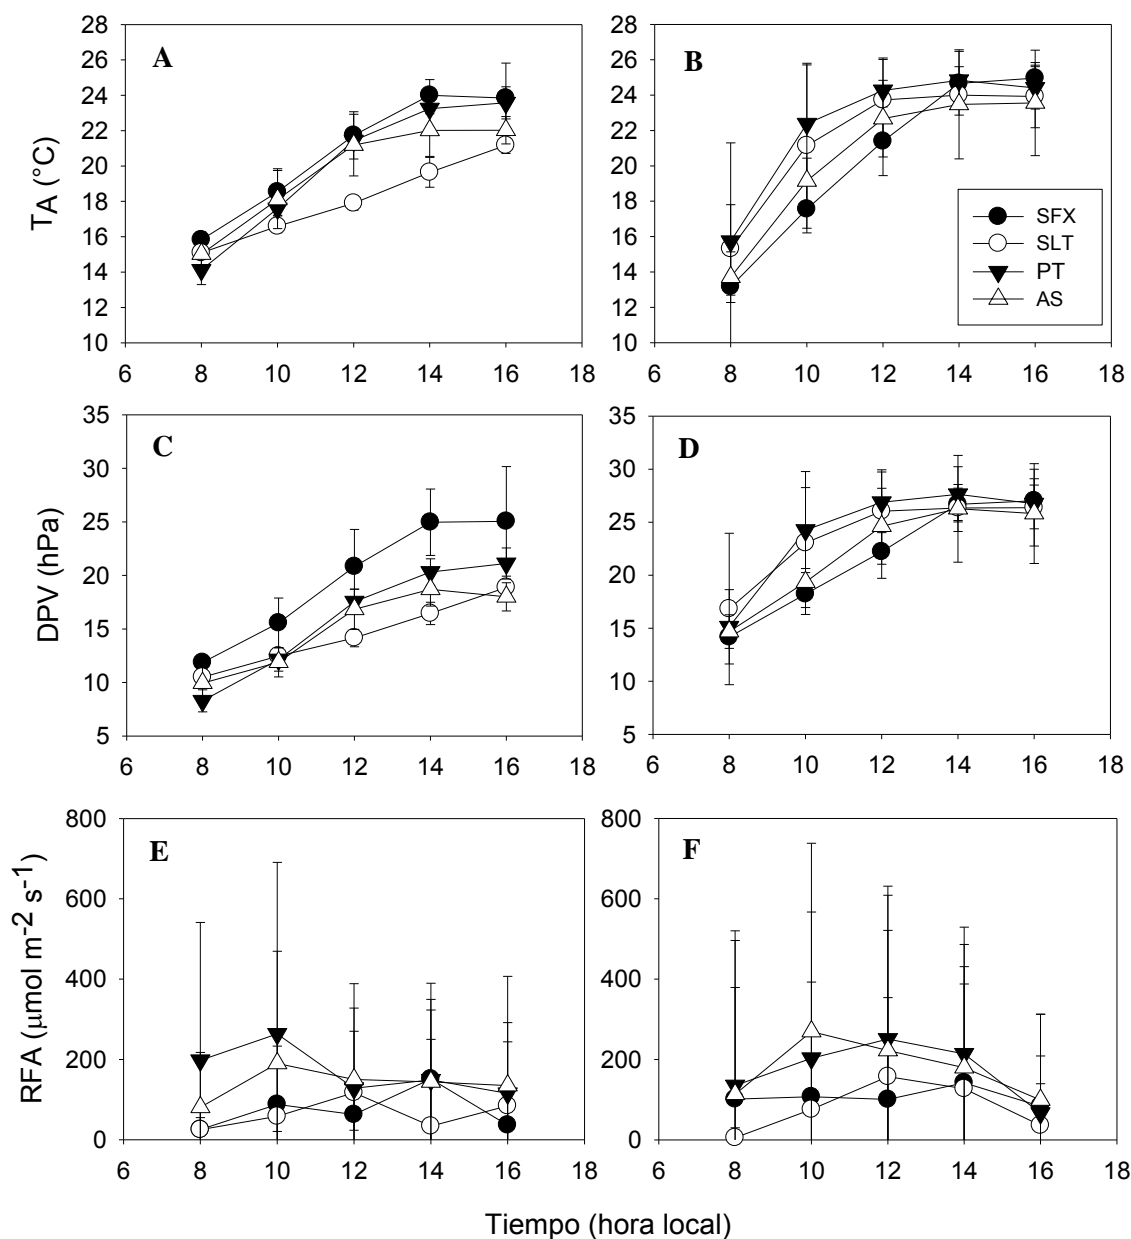 28
26
24
22
20
18
16
14
12
10
A
TA (°C)
6 8 10 12 14 16 18
28
26
24
22
20
18
16
14
12
10
B
SFX
SLT
PT
AS
6 8 10 12 14 16 18
35
30
25
20
15
10
5
C
DPV (hPa)
6 8 10 12 14 16 18
35
30
25
20
15
10
5
D
6 8 10 12 14 16 18
800
600
400
200
0
E
RFA (μmol m-2 s-1)
6 8 10 12 14 16 18
800
600
400
200
0
F
6 8 10 12 14 16 18
Tiempo (hora local)